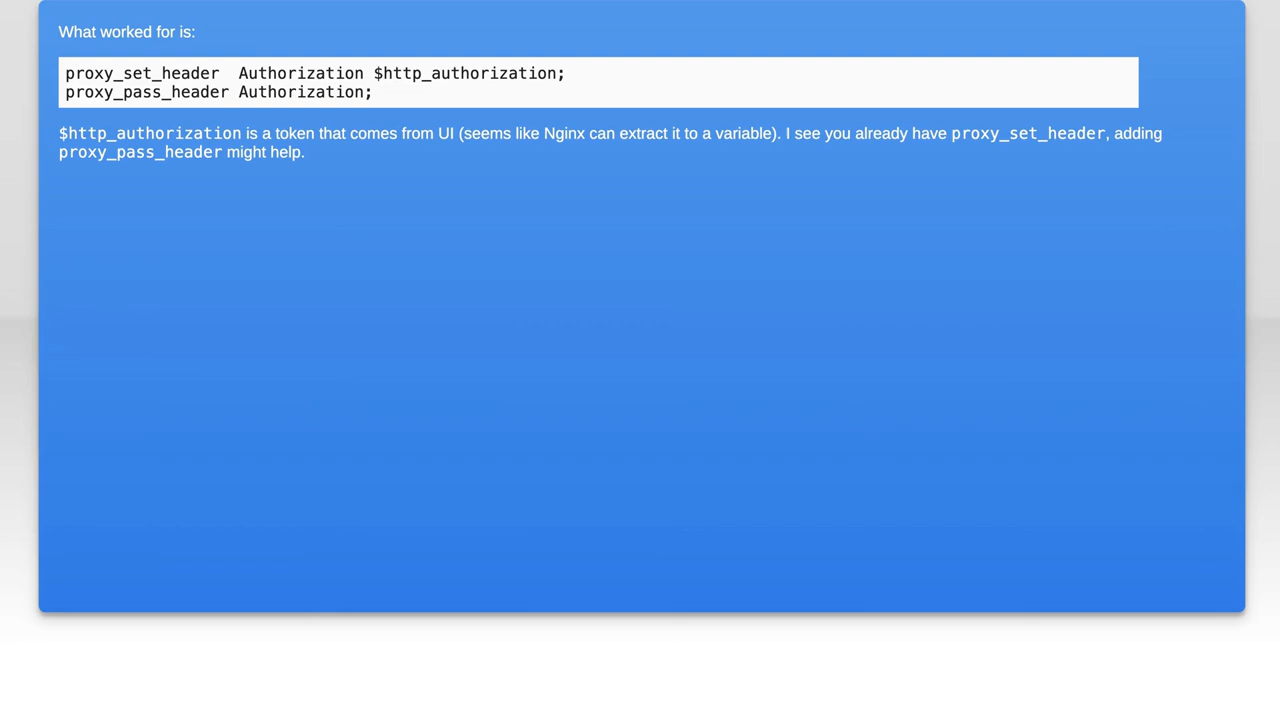 What worked for is:
proxy_set_header  Authorization $http_authorization;
proxy_pass_header Authorization;
$http_authorization is a token that comes from UI (seems like Nginx can extract it to a variable). I see you already have proxy_set_header, adding
proxy_pass_header might help.